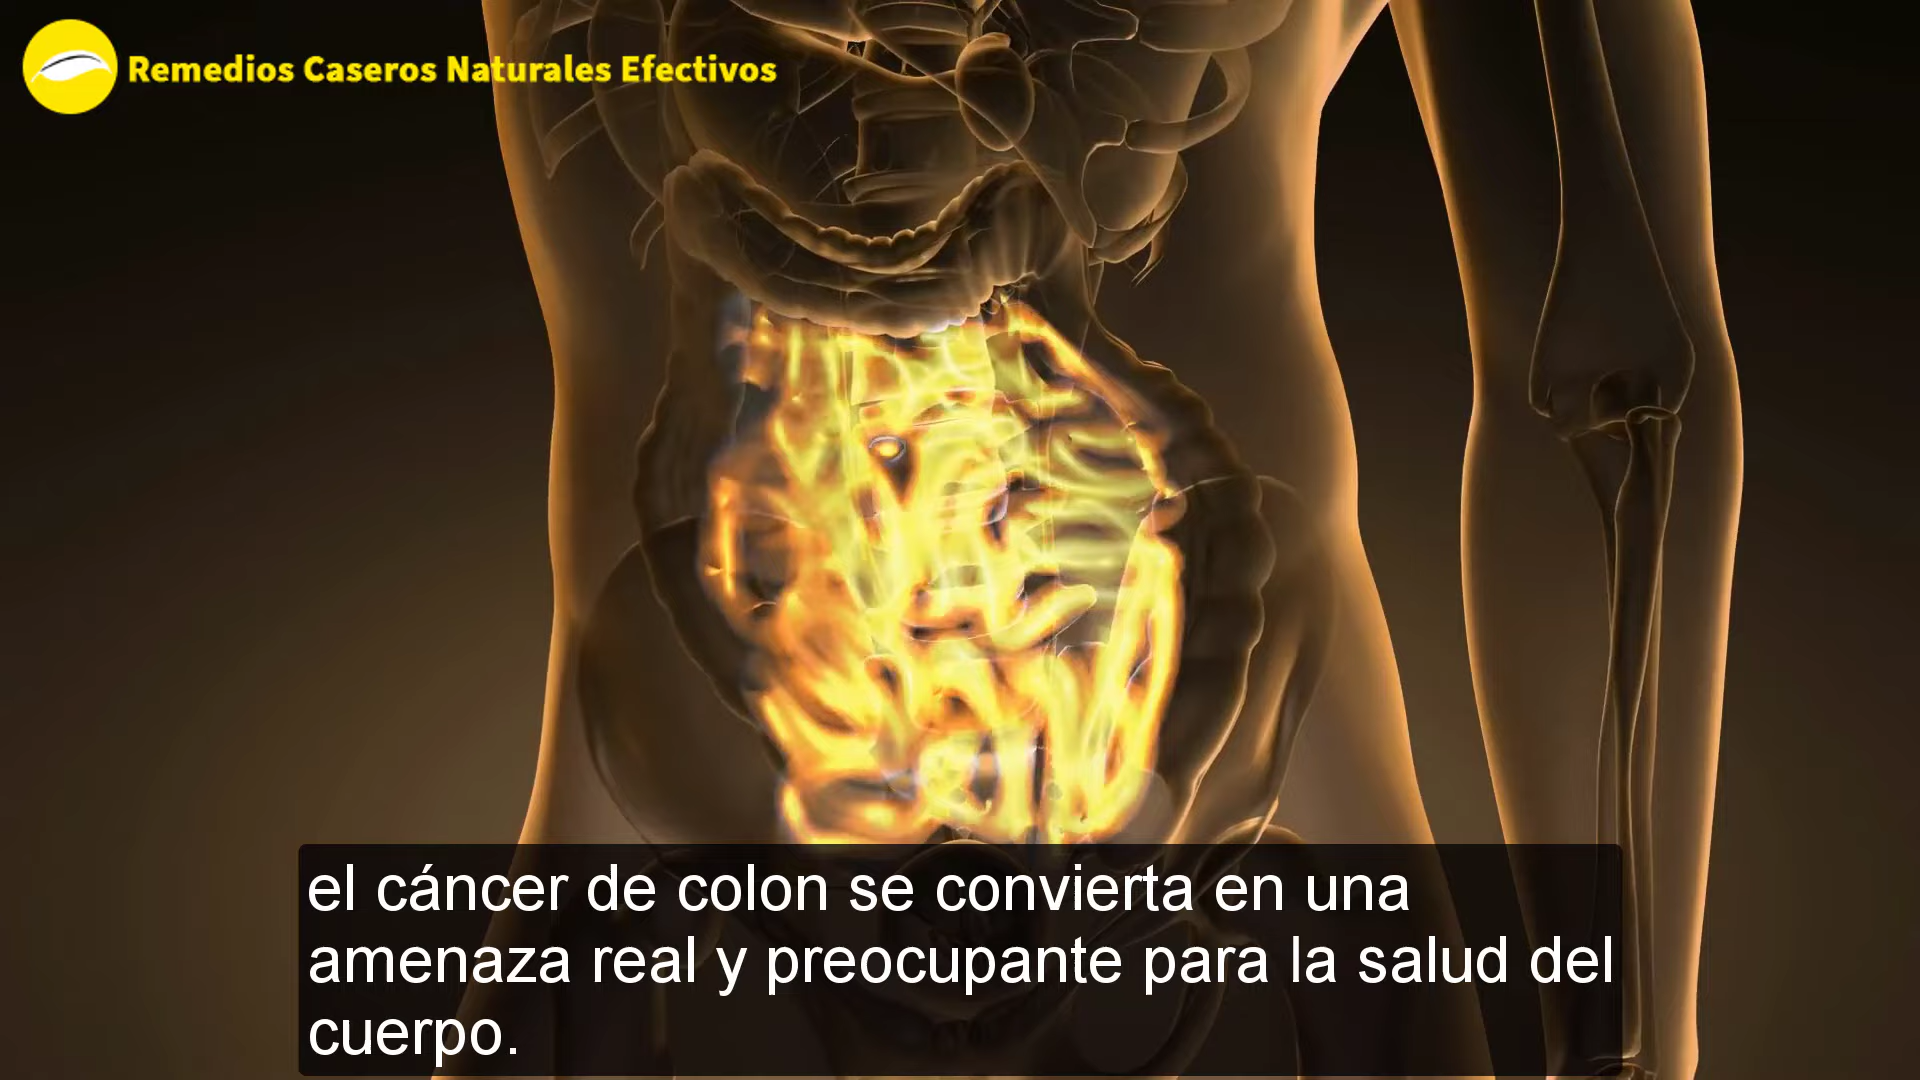 Remedios Caseros Naturales Efectivos
el cáncer de colon se convierta en una
amenaza real y preocupante para la salud del
cuerpo.